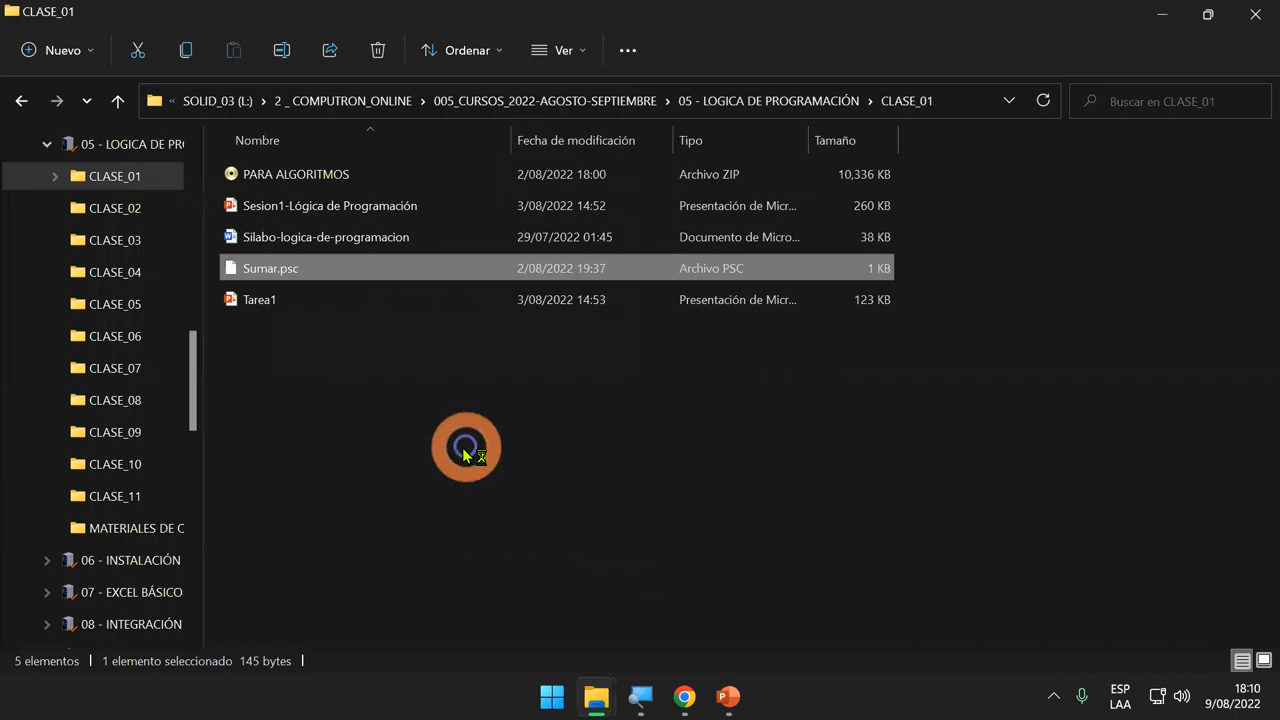 CLASE_01
Nuevo
Ordenar
Ver
« SOLID_03 (L:) > 2 _ COMPUTRON_ONLINE > 005_CURSOS_2022-AGOSTO-SEPTIEMBRE > 05 - LOGICA DE PROGRAMACIÓN > CLASE_01
Buscar en CLASE_01
05 - LOGICA DE PR
CLASE_01
CLASE_02
CLASE_03
CLASE_04
CLASE_05
CLASE_06
CLASE_07
CLASE_08
CLASE_09
CLASE_10
CLASE_11
MATERIALES DE C
06 - INSTALACIÓN
07 - EXCEL BÁSICO
08 - INTEGRACIÓN
Nombre Fecha de modificación Tipo Tamaño
PARA ALGORITMOS 2/08/2022 18:00 Archivo ZIP 10,336 KB
Sesion1-Lógica de Programación 3/08/2022 14:52 Presentación de Micr... 260 KB
Silabo-logica-de-programacion 29/07/2022 01:45 Documento de Micro... 38 KB
Sumar.psc 2/08/2022 19:37 Archivo PSC 1 KB
Tarea1 3/08/2022 14:53 Presentación de Micr... 123 KB
5 elementos 1 elemento seleccionado 145 bytes
ESP
LAA
18:10
9/08/2022